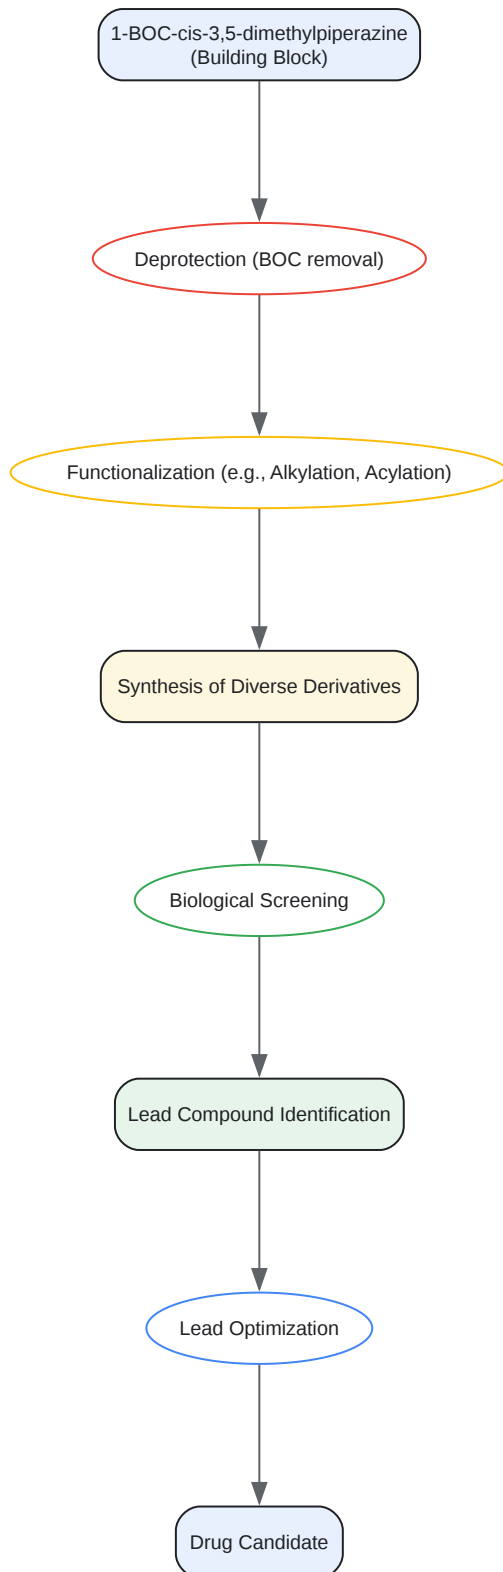 1-BOC-cis-3,5-dimethylpiperazine
(Building Block)
Deprotection (BOC removal)
Functionalization (e.g., Alkylation, Acylation)
Synthesis of Diverse Derivatives
Biological Screening
Lead Compound Identification
Lead Optimization
Drug Candidate